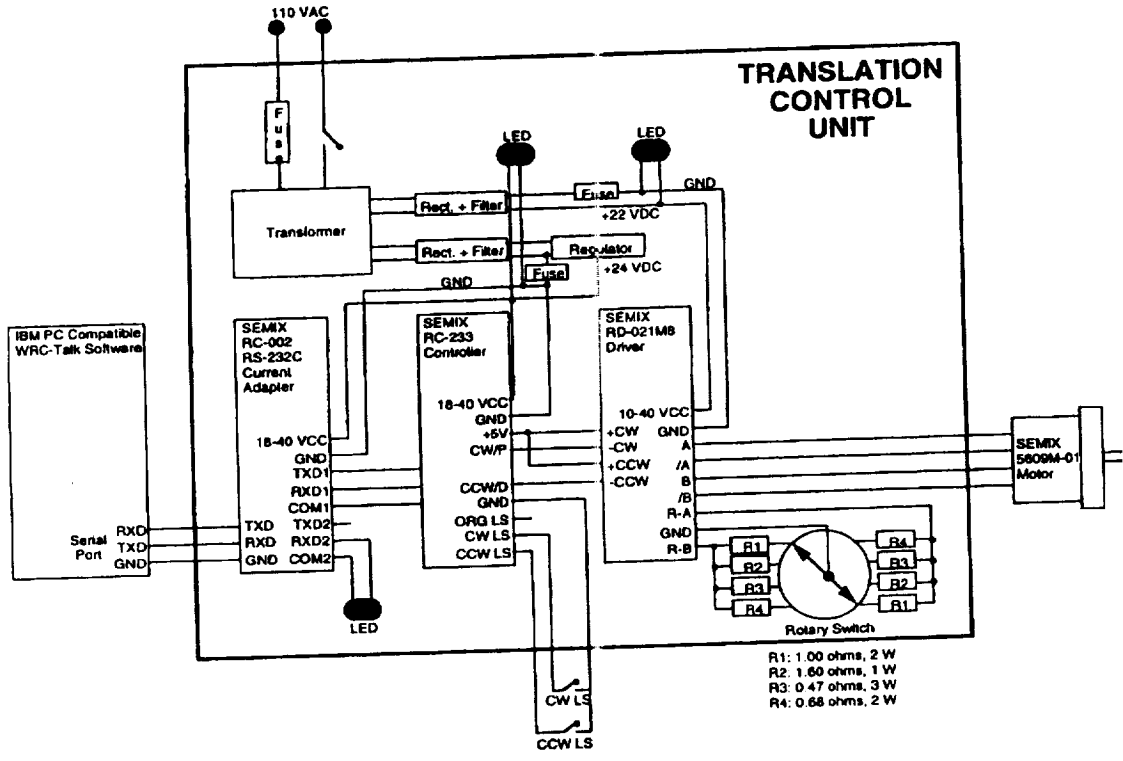 110 VAC
TRANSLATION
CONTROL
UNIT
Fuse
LED
LED
GND
Fuse
Rect. + Filter
+22 VDC
Transformer
Rect. + Filter
Regulator
Fuse
+24 VDC
GND
IBM PC Compatible
WRC-Talk Software
Serial
Port
RXD
TXD
GND
SEMIX
RC-002
RS-232C
Current
Adapter
18-40 VCC
GND
TXD1
RXD1
COM1
TXD
TXD2
RXD
RXD2
GND
COM2
LED
SEMIX
RC-233
Controller
18-40 VCC
GND
+5V
CW/P
CCW/D
GND
ORG LS
CW LS
CCW LS
CW LS
CCW LS
SEMIX
RD-021M8
Driver
10-40 VCC
+CW
GND
-CW
A
+CCW
/A
-CCW
B
/B
R-A
GND
R-B
SEMIX
5609M-01
Motor
R1
R2
R3
R4
R4
R3
R2
R1
Rotary Switch
R1: 1.00 ohms, 2 W
R2: 1.60 ohms, 1 W
R3: 0.47 ohms, 3 W
R4: 0.68 ohms, 2 W